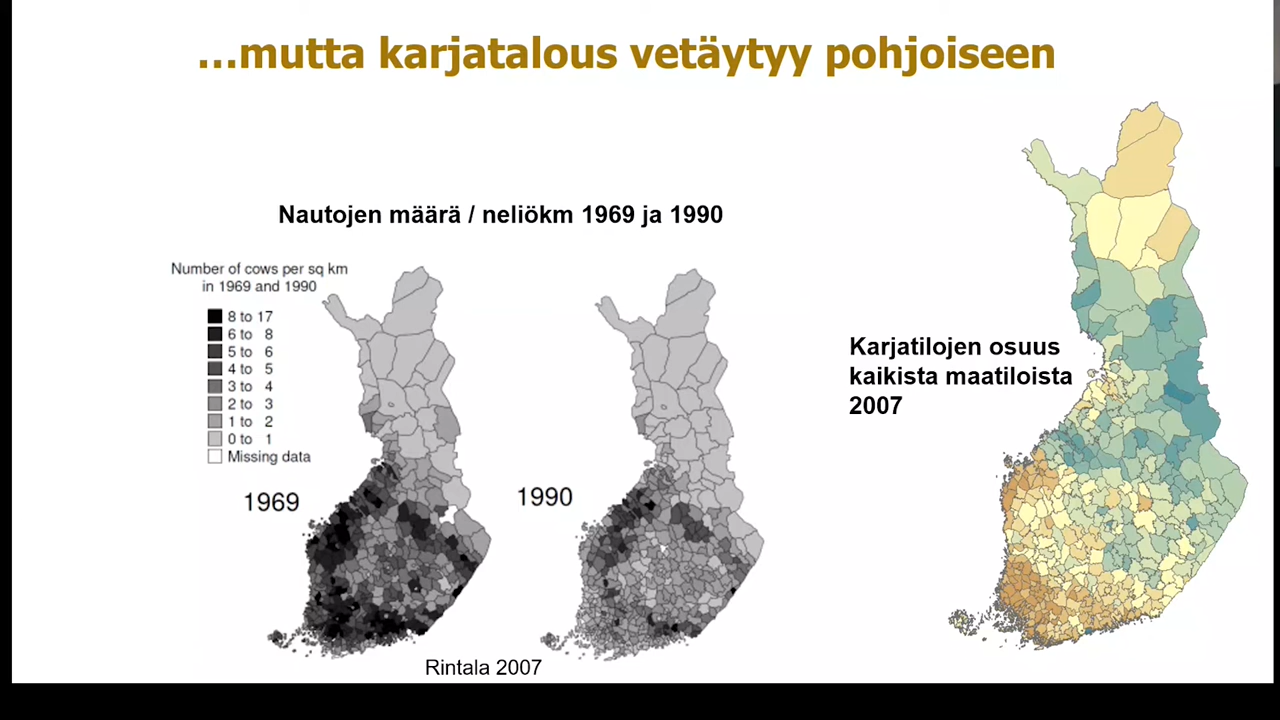 …mutta karjatalous vetäytyy pohjoiseen
Nautojen määrä / neliökm 1969 ja 1990
Number of cows per sq km
in 1969 and 1990
8 to 17
6 to 8
5 to 6
4 to 5
3 to 4
2 to 3
1 to 2
0 to 1
Missing data
1969
1990
Rintala 2007
Karjatilojen osuus
kaikista maatiloista
2007